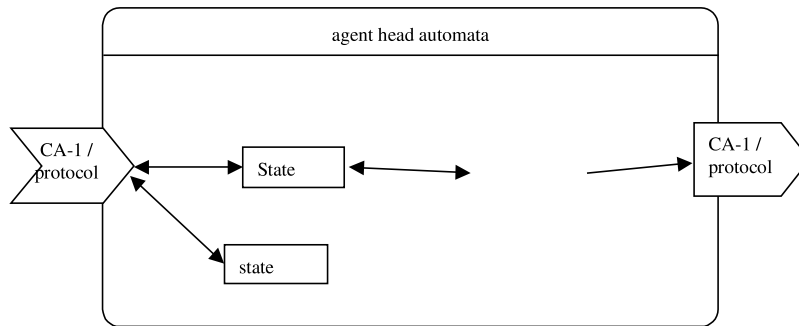 agent head automata
CA-1 /
protocol
State
CA-1 /
protocol
state